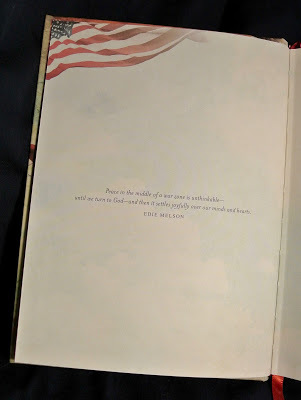 Peace in the middle of a war zone is unthinkable—
until we turn to God—and then it settles joyfully over our minds and hearts.
EDIE MELSON